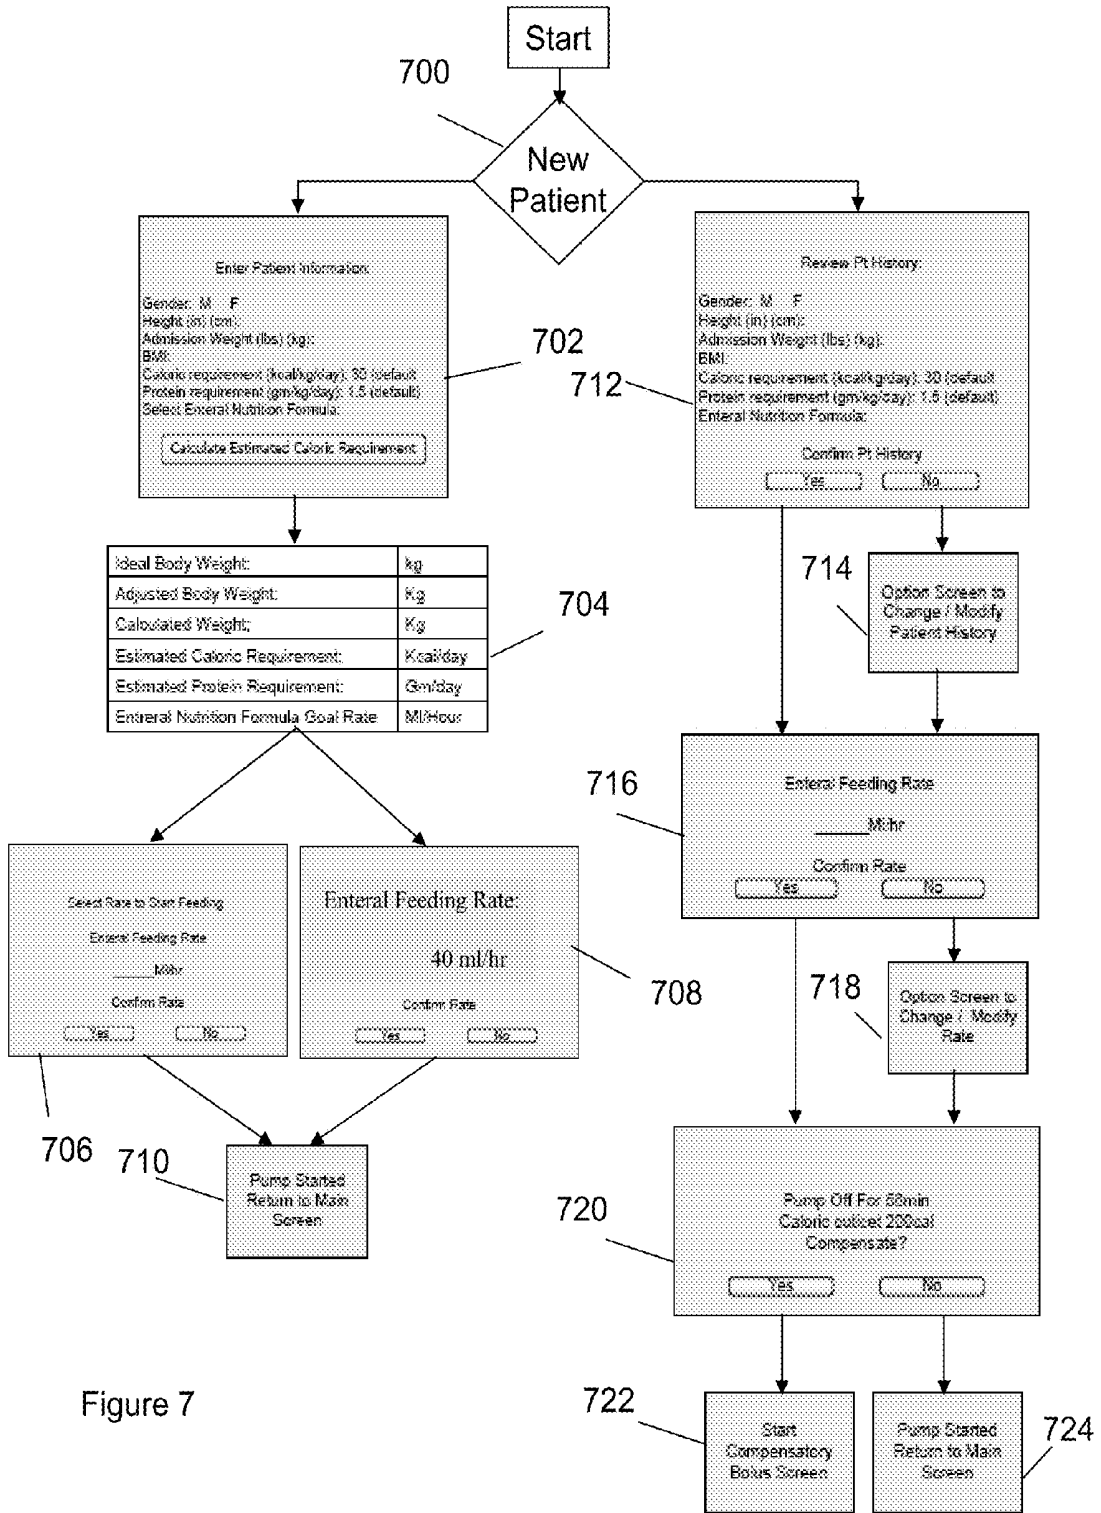 Start
700
New
Patient
Enter Patient Information:
Gender: M F
Height (in) (cm):
Admission Weight (lbs) (kg):
BMI:
Caloric requirement (kcal/kg/day): 30 (default
Protein requirement (gm/kg/day): 1.5 (default)
Select Enteral Nutrition Formula:
Calculate Estimated Caloric Requirement
702
Review Pt History:
Gender: M F
Height (in) (cm):
Admission Weight (lbs) (kg):
BMI:
Caloric requirement (kcal/kg/day): 30 (default
Protein requirement (gm/kg/day): 1.5 (default)
Enteral Nutrition Formula:
Confirm Pt History
Yes No
712
Ideal Body Weight: kg
Adjusted Body Weight: Kg
Calculated Weight; Kg
Estimated Caloric Requirement: Kcal/day
Estimated Protein Requirement: Gm/day
Entreral Nutrition Formula Goal Rate Ml/Hour
704
714
Option Screen to
Change / Modify
Patient History
Select Rate to Start Feeding
Enteral Feeding Rate
_____Ml/hr
Confirm Rate
Yes No
706
Enteral Feeding Rate:
40 ml/hr
Confirm Rate
Yes No
708
710
Pump Started
Return to Main
Screen
716
Enteral Feeding Rate
_____Ml/hr
Confirm Rate
Yes No
718
Option Screen to
Change / Modify
Rate
720
Pump Off For min
Caloric 200cal
Compensate?
Yes No
722
Start
Compensatory
Bolus Screen
Pump Started
Return to Main
Screen
724
Figure 7